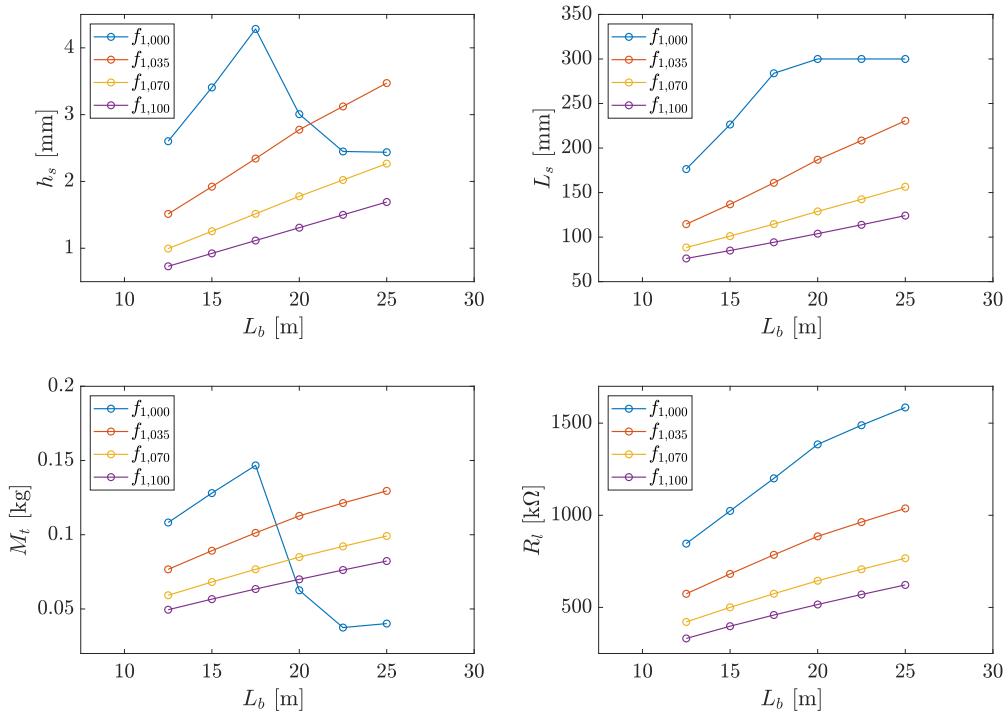 h_s [mm]
4
3
2
1
f_{1,000}
f_{1,035}
f_{1,070}
f_{1,100}
10 15 20 25 30
L_b [m]
L_s [mm]
350
300
250
200
150
100
50
f_{1,000}
f_{1,035}
f_{1,070}
f_{1,100}
10 15 20 25 30
L_b [m]
M_t [kg]
0.2
0.15
0.1
0.05
f_{1,000}
f_{1,035}
f_{1,070}
f_{1,100}
10 15 20 25 30
L_b [m]
R_l [kΩ]
1500
1000
500
f_{1,000}
f_{1,035}
f_{1,070}
f_{1,100}
10 15 20 25 30
L_b [m]